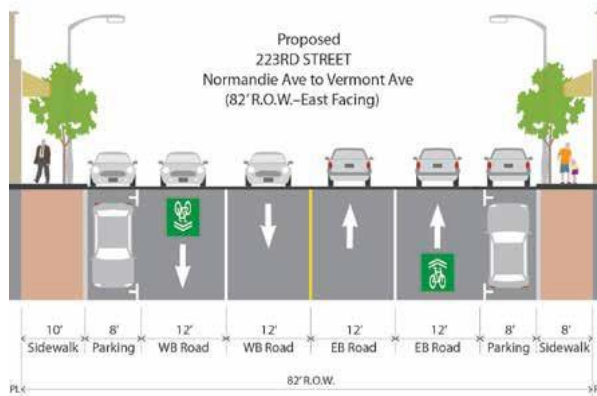 Proposed
223RD STREET
Normandie Ave to Vermont Ave
(82' R.O.W.–East Facing)
10' 8' 12' 12' 12' 12' 8' 8'
Sidewalk Parking WB Road WB Road EB Road EB Road Parking Sidewalk
82' R.O.W.
PL